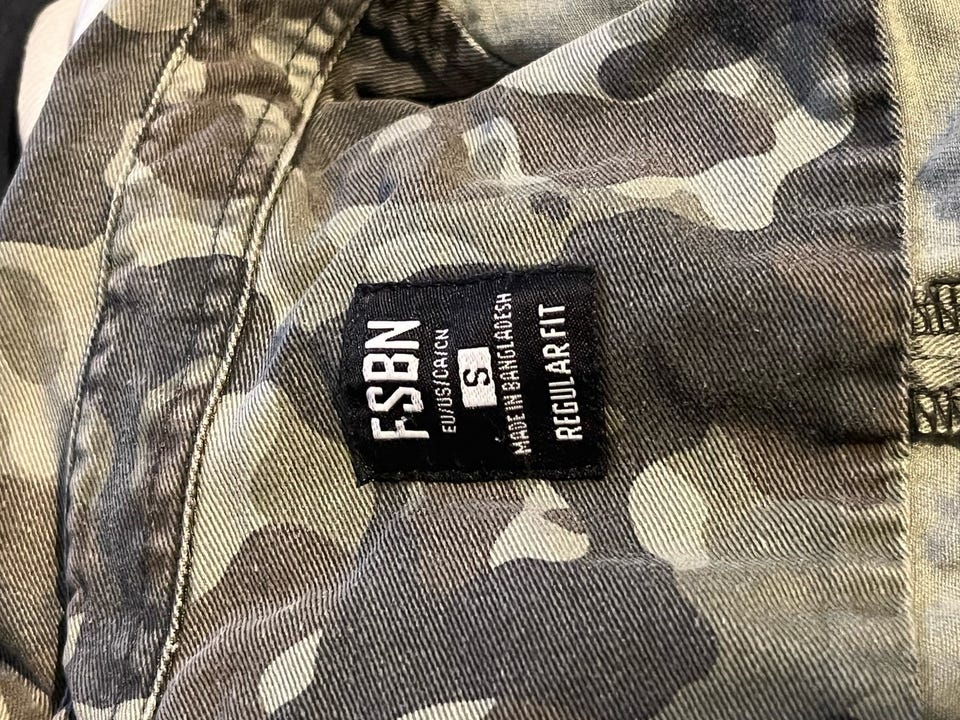 FSBN
EU/US/CA/CN
S
MADE IN BANGLADESH
REGULAR FIT